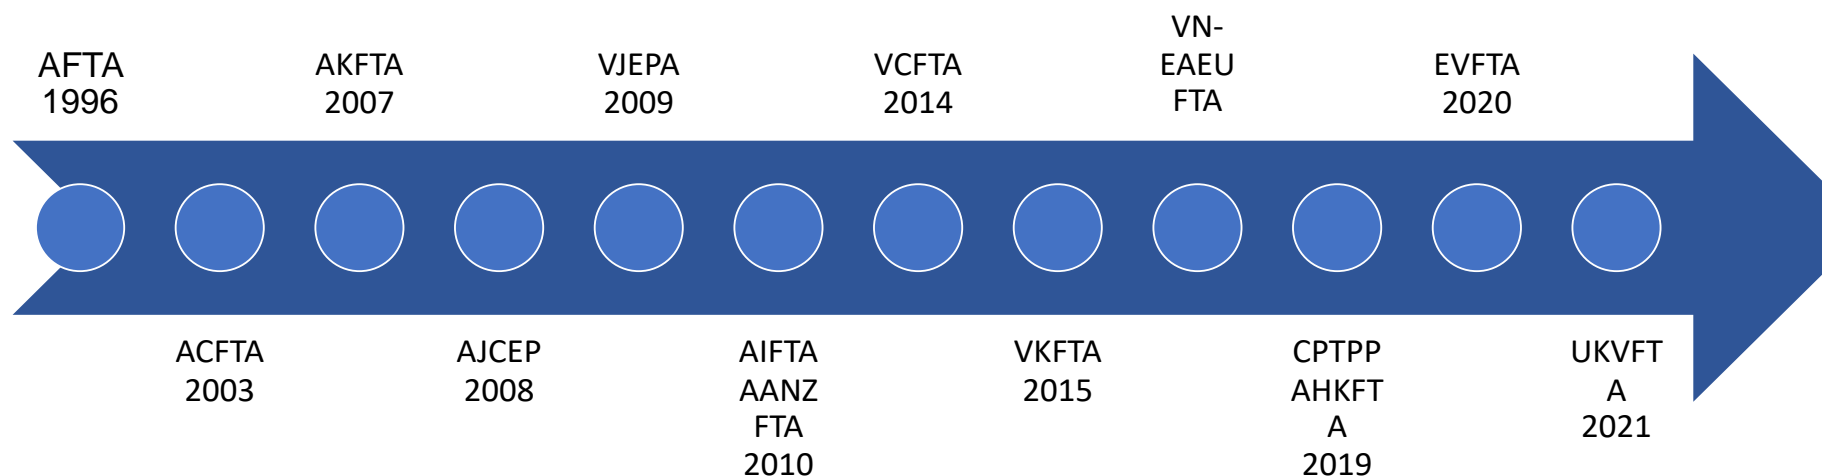 AFTA
1996
AKFTA
2007
VJEPA
2009
VCFTA
2014
VN-
EAEU
FTA
EVFTA
2020
ACFTA
2003
AJCEP
2008
AIFTA
AANZ
FTA
2010
VKFTA
2015
CPTPP
AHKFT
A
2019
UKVFT
A
2021